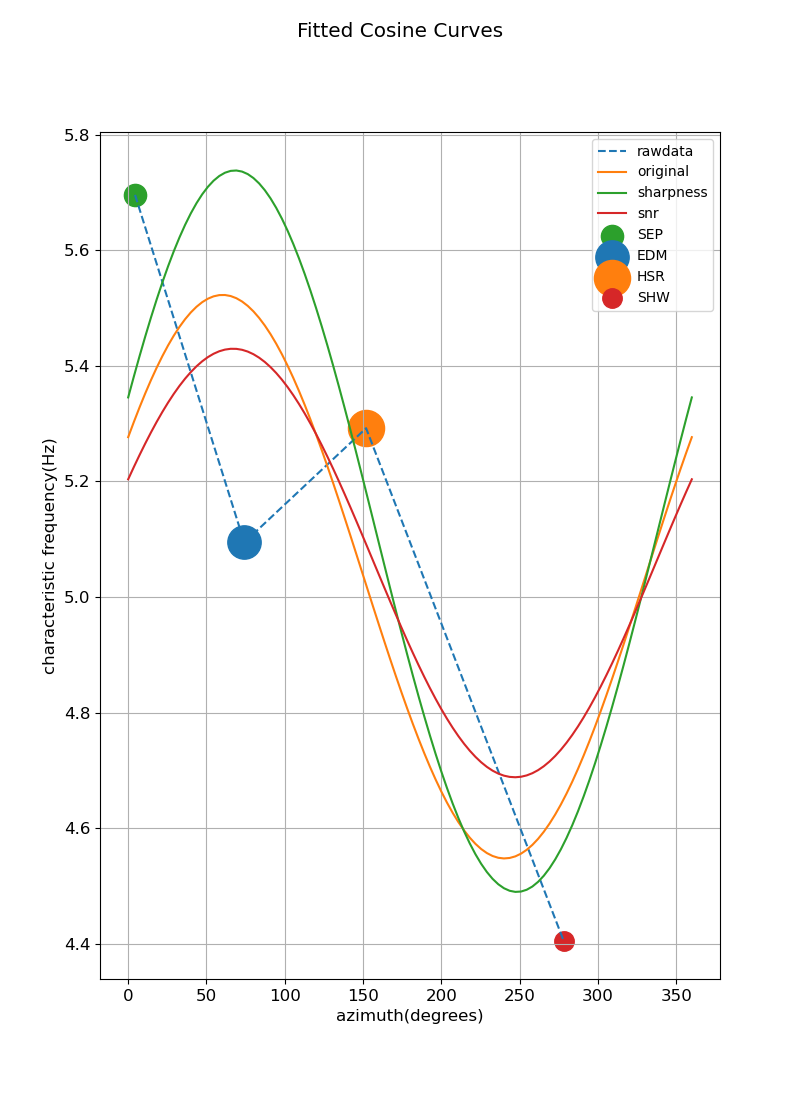 Fitted Cosine Curves
5.8
5.6
5.4
5.2
5.0
4.8
4.6
4.4
characteristic frequency(Hz)
rawdata
original
sharpness
snr
SEP
EDM
HSR
SHW
0 50 100 150 200 250 300 350
azimuth(degrees)